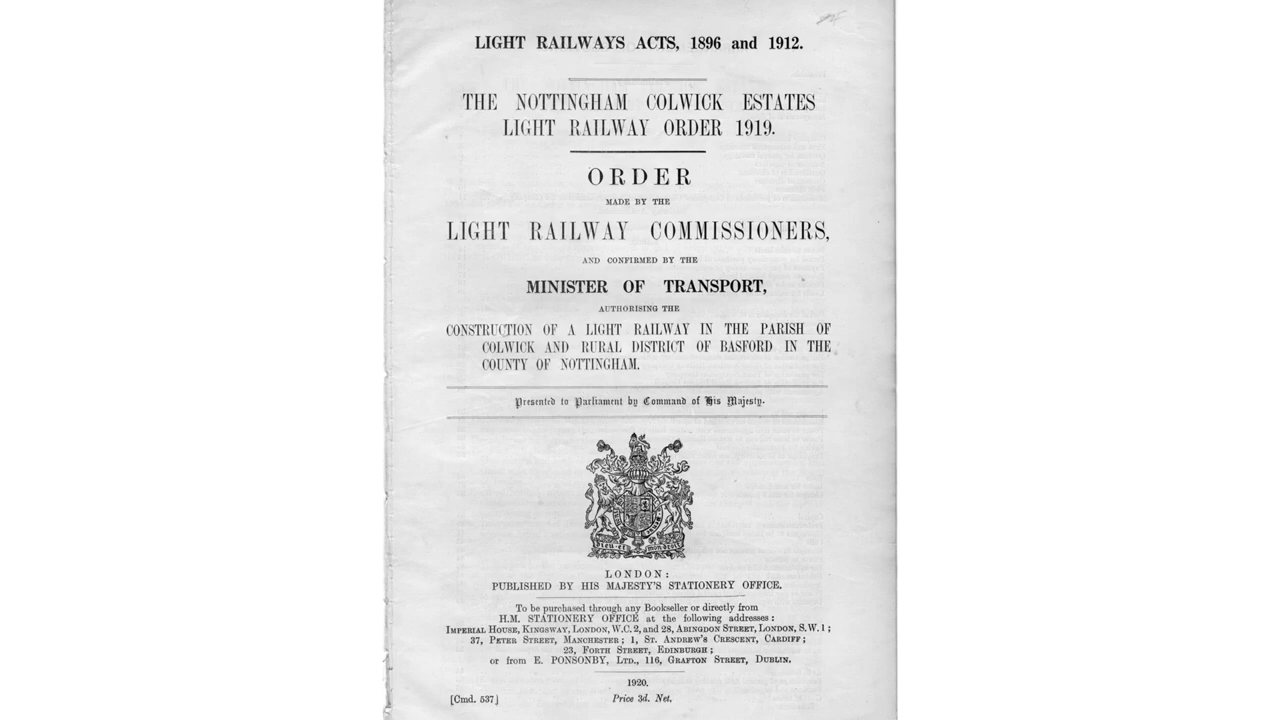 LIGHT RAILWAYS ACTS, 1896 and 1912.
THE NOTTINGHAM COLWICK ESTATES
LIGHT RAILWAY ORDER 1919.
ORDER
MADE BY THE
LIGHT RAILWAY COMMISSIONERS,
AND CONFIRMED BY THE
MINISTER OF TRANSPORT,
AUTHORISING THE
CONSTRUCTION OF A LIGHT RAILWAY IN THE PARISH OF
COLWICK AND RURAL DISTRICT OF BASFORD IN THE
COUNTY OF NOTTINGHAM.
Presented to Parliament by Command of His Majesty.
Dieu et mon droit
LONDON:
PUBLISHED BY HIS MAJESTY'S STATIONERY OFFICE.
To be purchased through any Bookseller or directly from
H.M. STATIONERY OFFICE at the following addresses:
IMPERIAL HOUSE, KINGSWAY, LONDON, W.C. 2, and 28, ABINGDON STREET, LONDON, S.W. 1;
37, PETER STREET, MANCHESTER; 1, ST. ANDREW'S CRESCENT, CARDIFF;
23, FORTH STREET, EDINBURGH;
or from E. PONSONBY, LTD., 116, GRAFTON STREET, DUBLIN.
1920.
[Cmd. 537] Price 3d. Net.